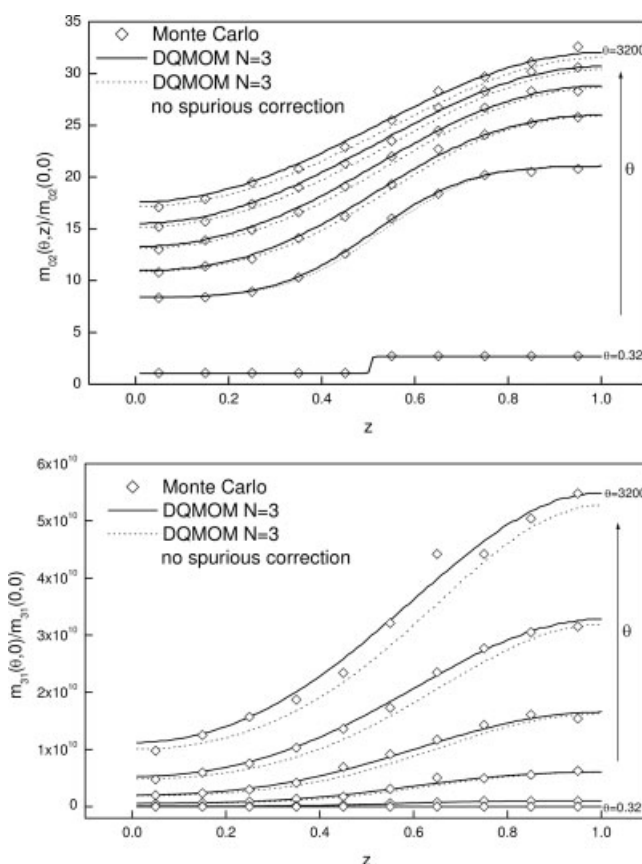 35
30
25
20
15
10
5
0
m02(θ,z)/m02(0,0)
Monte Carlo
DQMOM N=3
DQMOM N=3
no spurious correction
θ=3200
θ
θ=0.32
0.0 0.2 0.4 0.6 0.8 1.0
z
6x10^10
5x10^10
4x10^10
3x10^10
2x10^10
1x10^10
0
m31(θ,0)/m31(0,0)
Monte Carlo
DQMOM N=3
DQMOM N=3
no spurious correction
θ=3200
θ
θ=0.32
0.0 0.2 0.4 0.6 0.8 1.0
z